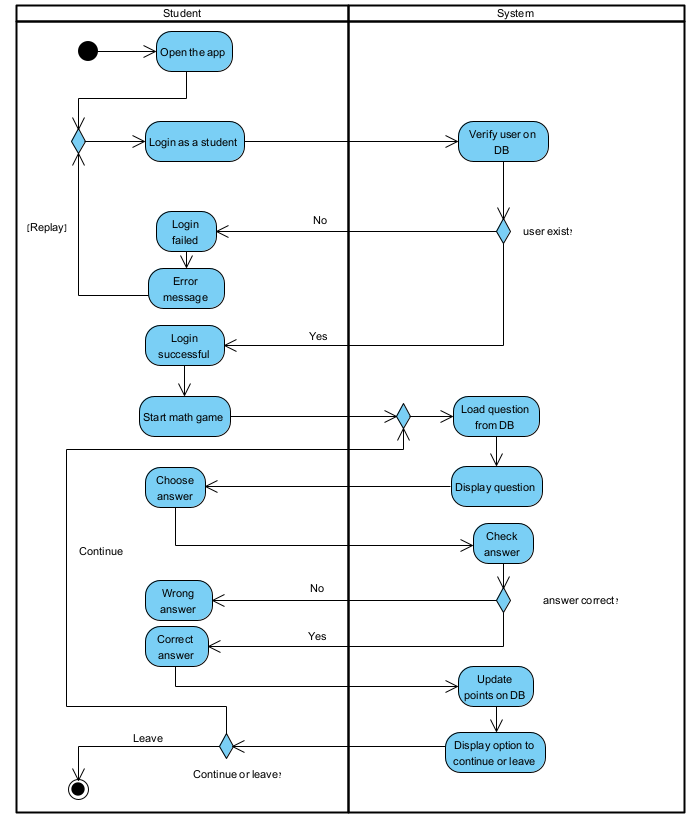 Student
System
Open the app
Login as a student
Verify user on
DB
[Replay]
Login
failed
No
user exist?
Error
message
Login
successful
Yes
Start math game
Load question
from DB
Choose
answer
Display question
Check
answer
Continue
Wrong
answer
No
answer correct?
Correct
answer
Yes
Update
points on DB
Leave
Display option to
continue or leave
Continue or leave?